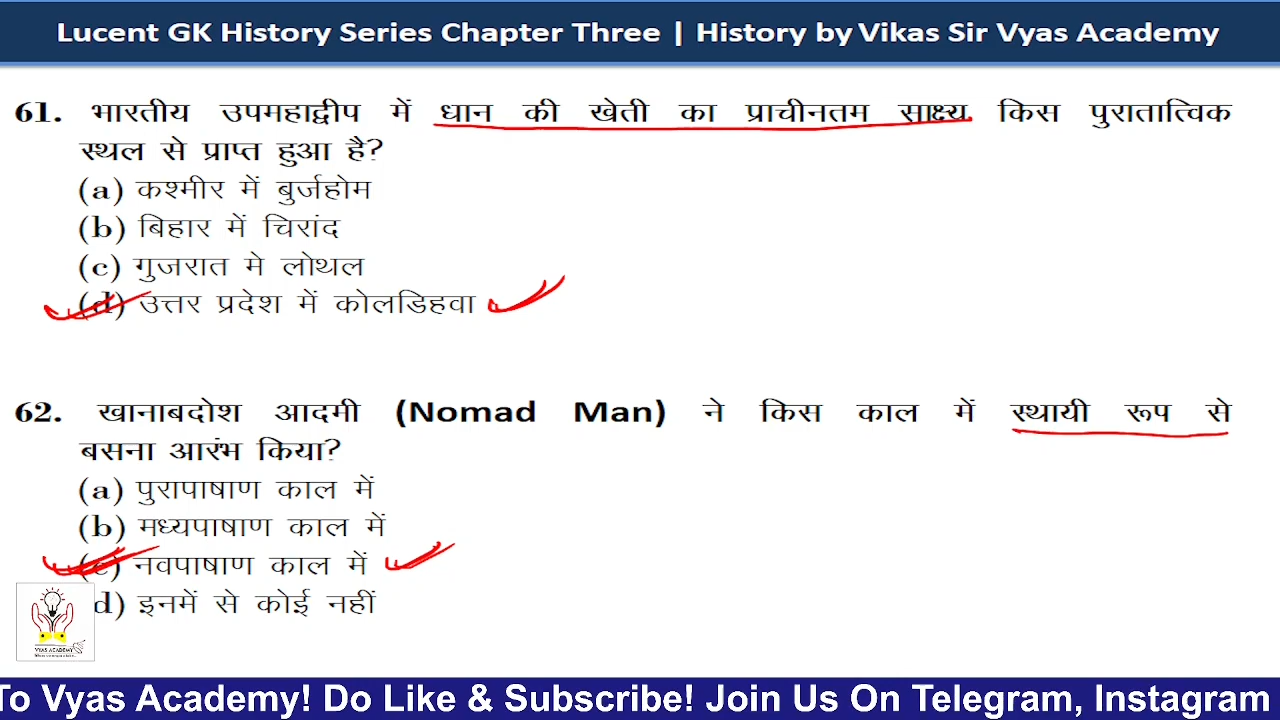 Lucent GK History Series Chapter Three | History by Vikas Sir Vyas Academy
61. भारतीय उपमहाद्वीप में धान की खेती का प्राचीनतम साक्ष्य किस पुरातात्विक
स्थल से प्राप्त हुआ है?
(a) कश्मीर में बुर्जहोम
(b) बिहार में चिरांद
(c) गुजरात मे लोथल
(d) उत्तर प्रदेश में कोलडिहवा
62. खानाबदोश आदमी (Nomad Man) ने किस काल में स्थायी रूप से
बसना आरंभ किया?
(a) पुरापाषाण काल में
(b) मध्यपाषाण काल में
(c) नवपाषाण काल में
d) इनमें से कोई नहीं
VYAS ACADEMY
To Vyas Academy! Do Like & Subscribe! Join Us On Telegram, Instagram